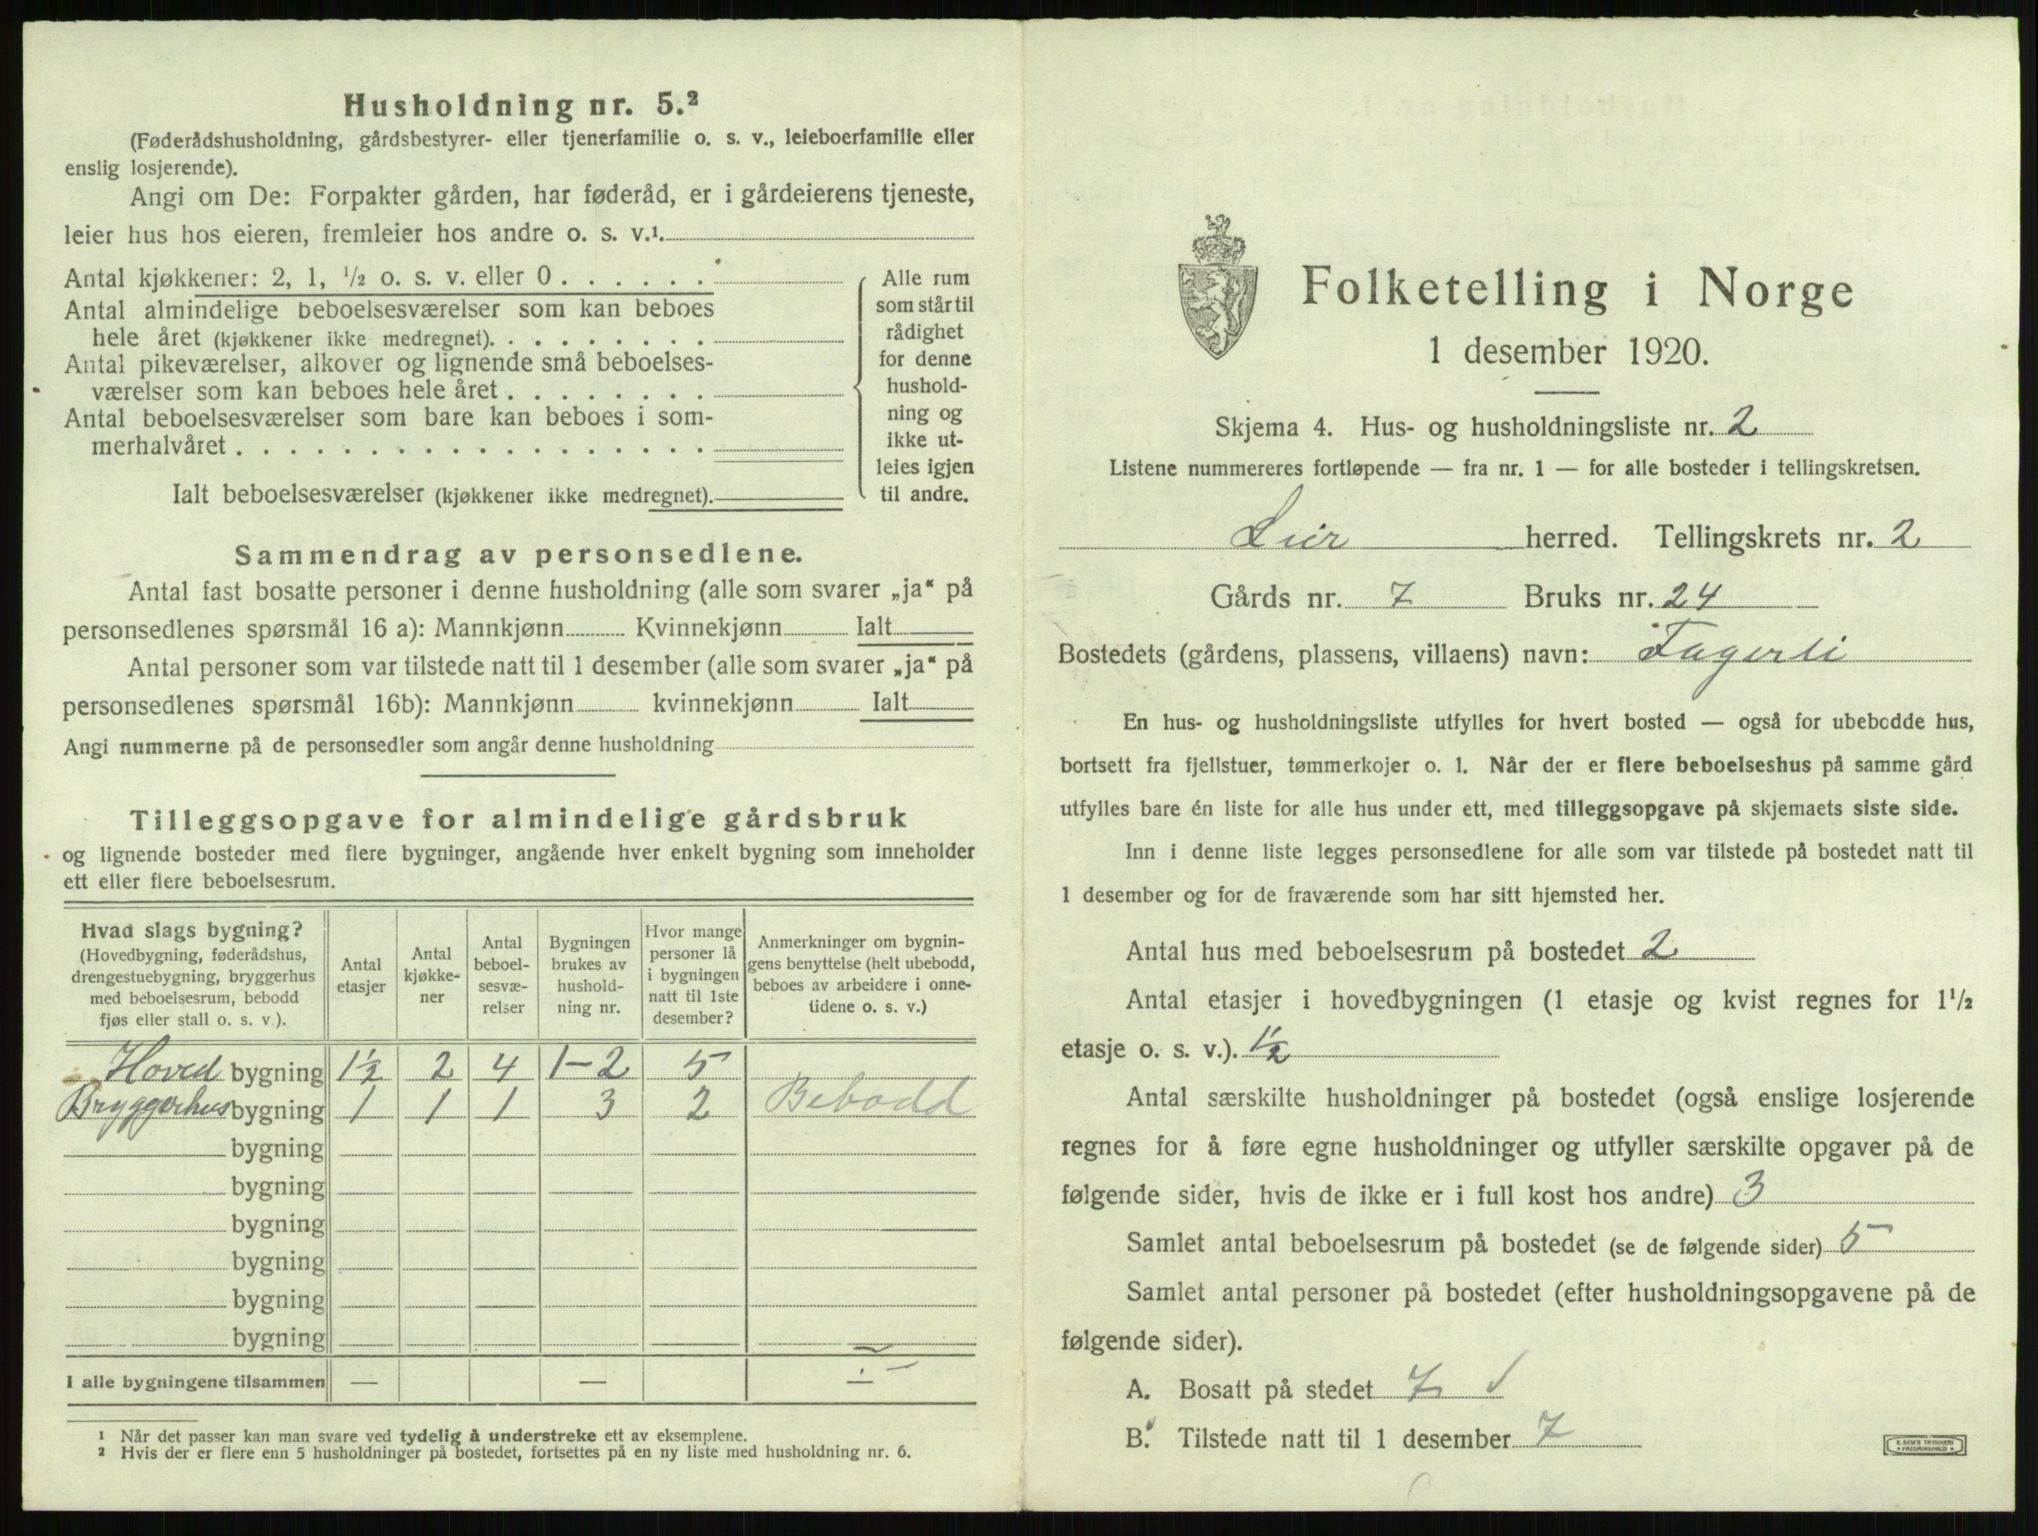 Husholdning nr. 5.²
(Føderådshusholdning, gårdsbestyrer- eller tjenerfamilie o. s. v., leieboerfamilie eller
enslig losjerende).
Angi om De: Forpakter gården, har føderåd, er i gårdeierens tjeneste,
leier hus hos eieren, fremleier hos andre o. s. v.¹.
Antal kjøkkener: 2, 1, ½ o. s. v. eller 0 . . . . . .
Antal almindelige beboelsesværelser som kan beboes
hele året (kjøkkener ikke medregnet). . . . . . . . .
Antal pikeværelser, alkover og lignende små beboelses-
værelser som kan beboes hele året . . . . . . . .
Antal beboelsesværelser som bare kan beboes i som-
merhalvåret . . . . . . . . . . . . . . . . . .
Ialt beboelsesværelser (kjøkkener ikke medregnet).
Alle rum
som står til
rådighet
for denne
hushold-
ning og
ikke ut-
leies igjen
til andre.
Sammendrag av personsedlene.
Antal fast bosatte personer i denne husholdning (alle som svarer „ja“ på
personsedlenes spørsmål 16 a): Mannkjønn Kvinnekjønn Ialt
Antal personer som var tilstede natt til 1 desember (alle som svarer „ja“ på
personsedlenes spørsmål 16b): Mannkjønn kvinnekjønn Ialt
Angi nummerne på de personsedler som angår denne husholdning
Tilleggsopgave for almindelige gårdsbruk
og lignende bosteder med flere bygninger, angående hver enkelt bygning som inneholder
ett eller flere beboelsesrum.
Hvad slags bygning?
(Hovedbygning, føderådshus,
drengestuebygning, bryggerhus
med beboelsesrum, bebodd
fjøs eller stall o. s. v.).
Antal
etasjer
Antal
kjøkke-
ner
Antal
beboel-
sesvæ-
relser
Bygningen
brukes av
hushold-
ning nr.
Hvor mange
personer lå
i bygningen
natt til 1ste
desember?
Anmerkninger om bygnin-
gens benyttelse (helt ubebodd,
beboes av arbeidere i onne-
tidene o. s. v.)
Hoved bygning 1½ 2 4 1-2 5
Bryggerhus bygning 1 1 1 3 2 Bebodd
bygning
bygning
bygning
bygning
bygning
bygning
I alle bygningene tilsammen — — —
¹ Når det passer kan man svare ved tydelig å understreke ett av eksemplene.
² Hvis der er flere enn 5 husholdninger på bostedet, fortsettes på en ny liste med husholdning nr. 6.
Folketelling i Norge
1 desember 1920.
Skjema 4. Hus- og husholdningsliste nr. 2
Listene nummereres fortløpende — fra nr. 1 — for alle bosteder i tellingskretsen.
Lier herred. Tellingskrets nr. 2
Gårds nr. 7 Bruks nr. 24
Bostedets (gårdens, plassens, villaens) navn: Fagerli
En hus- og husholdningsliste utfylles for hvert bosted — også for ubebodde hus,
bortsett fra fjellstuer, tømmerkojer o. l. Når der er flere beboelseshus på samme gård
utfylles bare én liste for alle hus under ett, med tilleggsopgave på skjemaets siste side.
Inn i denne liste legges personsedlene for alle som var tilstede på bostedet natt til
1 desember og for de fraværende som har sitt hjemsted her.
Antal hus med beboelsesrum på bostedet 2
Antal etasjer i hovedbygningen (1 etasje og kvist regnes for 1½
etasje o. s. v.). 1½
Antal særskilte husholdninger på bostedet (også enslige losjerende
regnes for å føre egne husholdninger og utfyller særskilte opgaver på de
følgende sider, hvis de ikke er i full kost hos andre) 3
Samlet antal beboelsesrum på bostedet (se de følgende sider) 5
Samlet antal personer på bostedet (efter husholdningsopgavene på de
følgende sider).
A. Bosatt på stedet 7
B. Tilstede natt til 1 desember 7
E. SEM'S TRYKKERI
FREDRIKSHALD